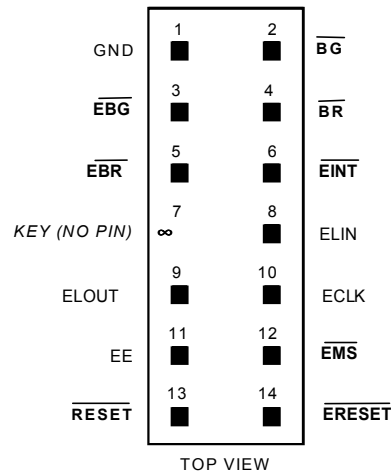 1 2
GND BG
3 4
EBG BR
5 6
EBR EINT
7 8
KEY (NO PIN) ∞ ELIN
9 10
ELOUT ECLK
11 12
EE EMS
13 14
RESET ERESET
TOP VIEW